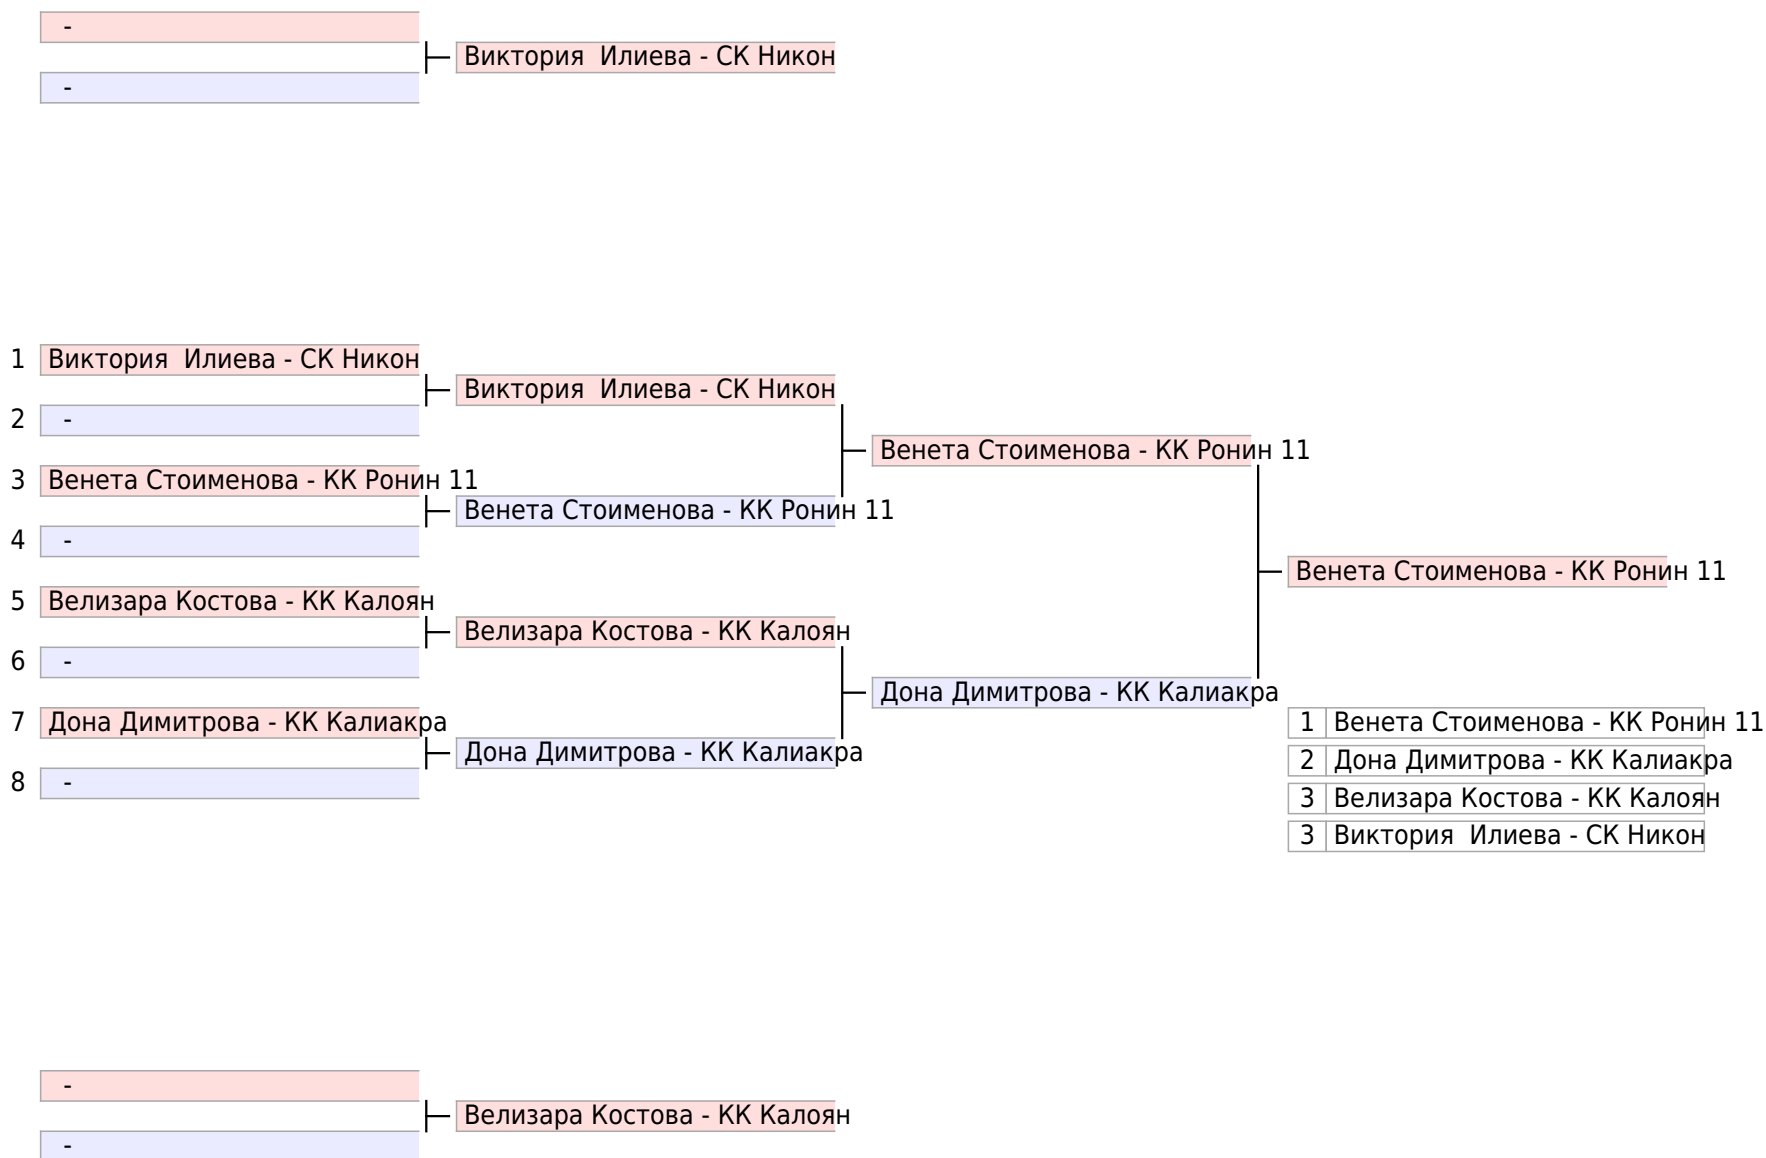 -
Виктория  Илиева - СК Никон
-
1 Виктория  Илиева - СК Никон
Виктория  Илиева - СК Никон
2 -
Венета Стоименова - КК Ронин 11
3 Венета Стоименова - КК Ронин 11
Венета Стоименова - КК Ронин 11
4 -
Венета Стоименова - КК Ронин 11
5 Велизара Костова - КК Калоян
Велизара Костова - КК Калоян
6 -
Дона Димитрова - КК Калиакра
7 Дона Димитрова - КК Калиакра
Дона Димитрова - КК Калиакра
8 -
1 Венета Стоименова - КК Ронин 11
2 Дона Димитрова - КК Калиакра
3 Велизара Костова - КК Калоян
3 Виктория  Илиева - СК Никон
-
Велизара Костова - КК Калоян
-